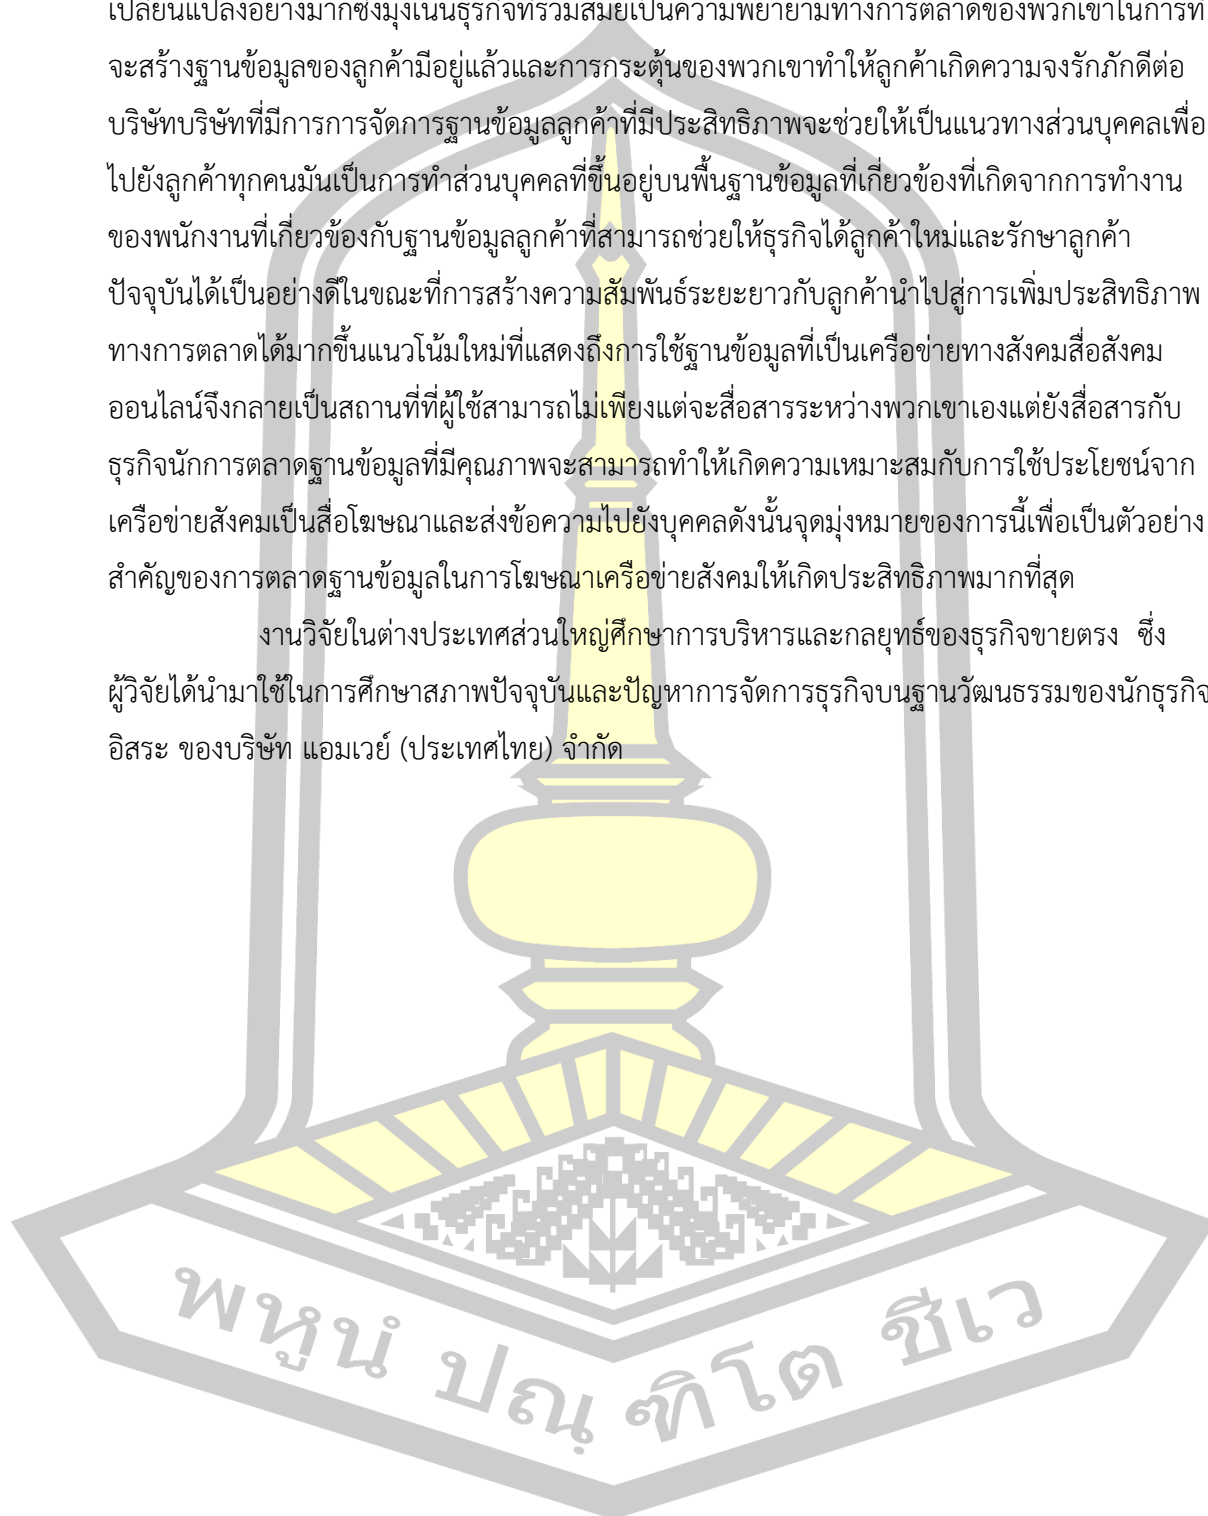 เปลี่ยนแปลงอย่างมากซึ่งมุ่งเน้นธุรกิจที่ร่วมสมัยเป็นความพยายามทางการตลาดของพวกเขาในการที่
จะสร้างฐานข้อมูลของลูกค้ามีอยู่แล้วและการกระตุ้นของพวกเขาทำให้ลูกค้าเกิดความจงรักภักดีต่อ
บริษัทบริษัทที่มีการการจัดการฐานข้อมูลลูกค้าที่มีประสิทธิภาพจะช่วยให้เป็นแนวทางส่วนบุคคลเพื่อ
ไปยังลูกค้าทุกคนมันเป็นการทำส่วนบุคคลที่ขึ้นอยู่บนพื้นฐานข้อมูลที่เกี่ยวข้องที่เกิดจากการทำงาน
ของพนักงานที่เกี่ยวข้องกับฐานข้อมูลลูกค้าที่สามารถช่วยให้ธุรกิจได้ลูกค้าใหม่และรักษาลูกค้า
ปัจจุบันได้เป็นอย่างดีในขณะที่การสร้างความสัมพันธ์ระยะยาวกับลูกค้านำไปสู่การเพิ่มประสิทธิภาพ
ทางการตลาดได้มากขึ้นแนวโน้มใหม่ที่แสดงถึงการใช้ฐานข้อมูลที่เป็นเครือข่ายทางสังคมสื่อสังคม
ออนไลน์จึงกลายเป็นสถานที่ที่ผู้ใช้สามารถไม่เพียงแต่จะสื่อสารระหว่างพวกเขาเองแต่ยังสื่อสารกับ
ธุรกิจนักการตลาดฐานข้อมูลที่มีคุณภาพจะสามารถทำให้เกิดความเหมาะสมกับการใช้ประโยชน์จาก
เครือข่ายสังคมเป็นสื่อโฆษณาและส่งข้อความไปยังบุคคลดังนั้นจุดมุ่งหมายของการนี้เพื่อเป็นตัวอย่าง
สำคัญของการตลาดฐานข้อมูลในการโฆษณาเครือข่ายสังคมให้เกิดประสิทธิภาพมากที่สุด
งานวิจัยในต่างประเทศส่วนใหญ่ศึกษาการบริหารและกลยุทธ์ของธุรกิจขายตรง ซึ่ง
ผู้วิจัยได้นำมาใช้ในการศึกษาสภาพปัจจุบันและปัญหาการจัดการธุรกิจบนฐานวัฒนธรรมของนักธุรกิจ
อิสระ ของบริษัท แอมเวย์ (ประเทศไทย) จำกัด
พหูนํ ปณฺฑิโต ชีเว